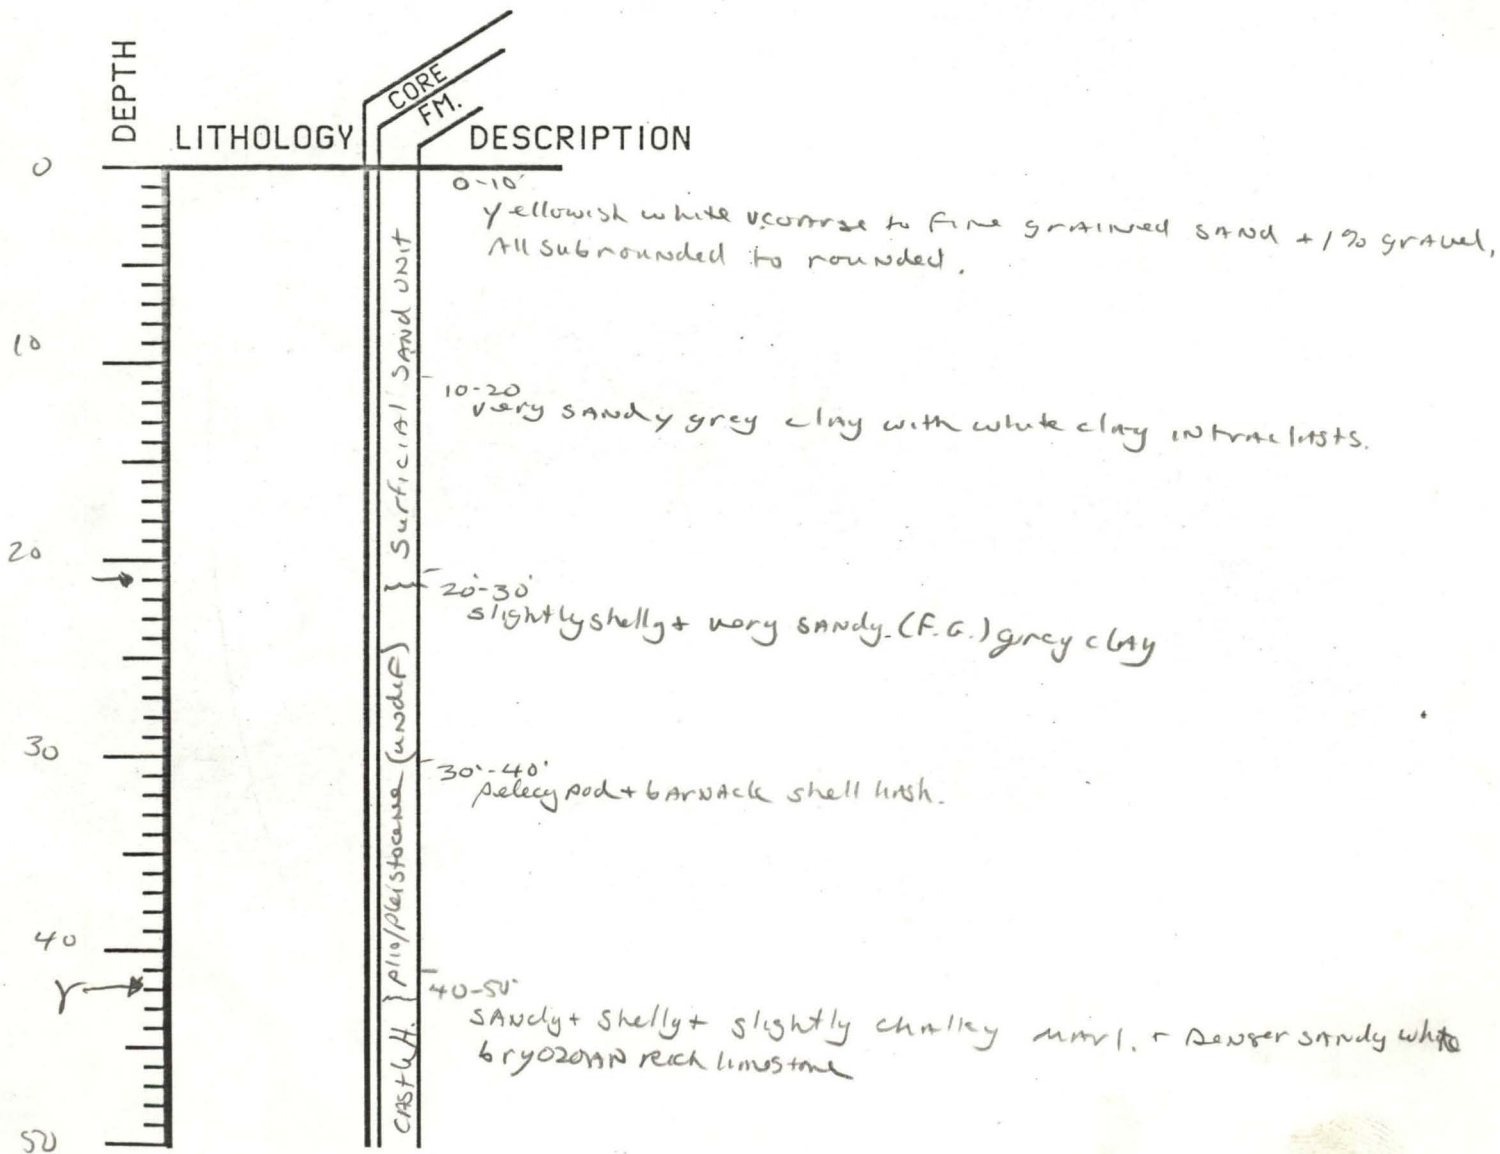 DEPTH
LITHOLOGY
CORE
FM.
DESCRIPTION
0
10
20
30
40
γ
50
Surficial SAND UNIT
plio/pleistocene (undif)
CAStle H.
0-10'
yellowish white v.coarse to fine grained SAND + 1% gravel,
All subrounded to rounded.
10-20
very SANDy grey clay with white clay intraclasts.
20'-30'
slightly shelly + very SANDy (F.G.) grey clay
30'-40'
pelecypod + bARNAcle shell hash.
40-50'
SANdy + shelly + slightly chalky marl. + Denser sandy white
bryozoAN rich limestone